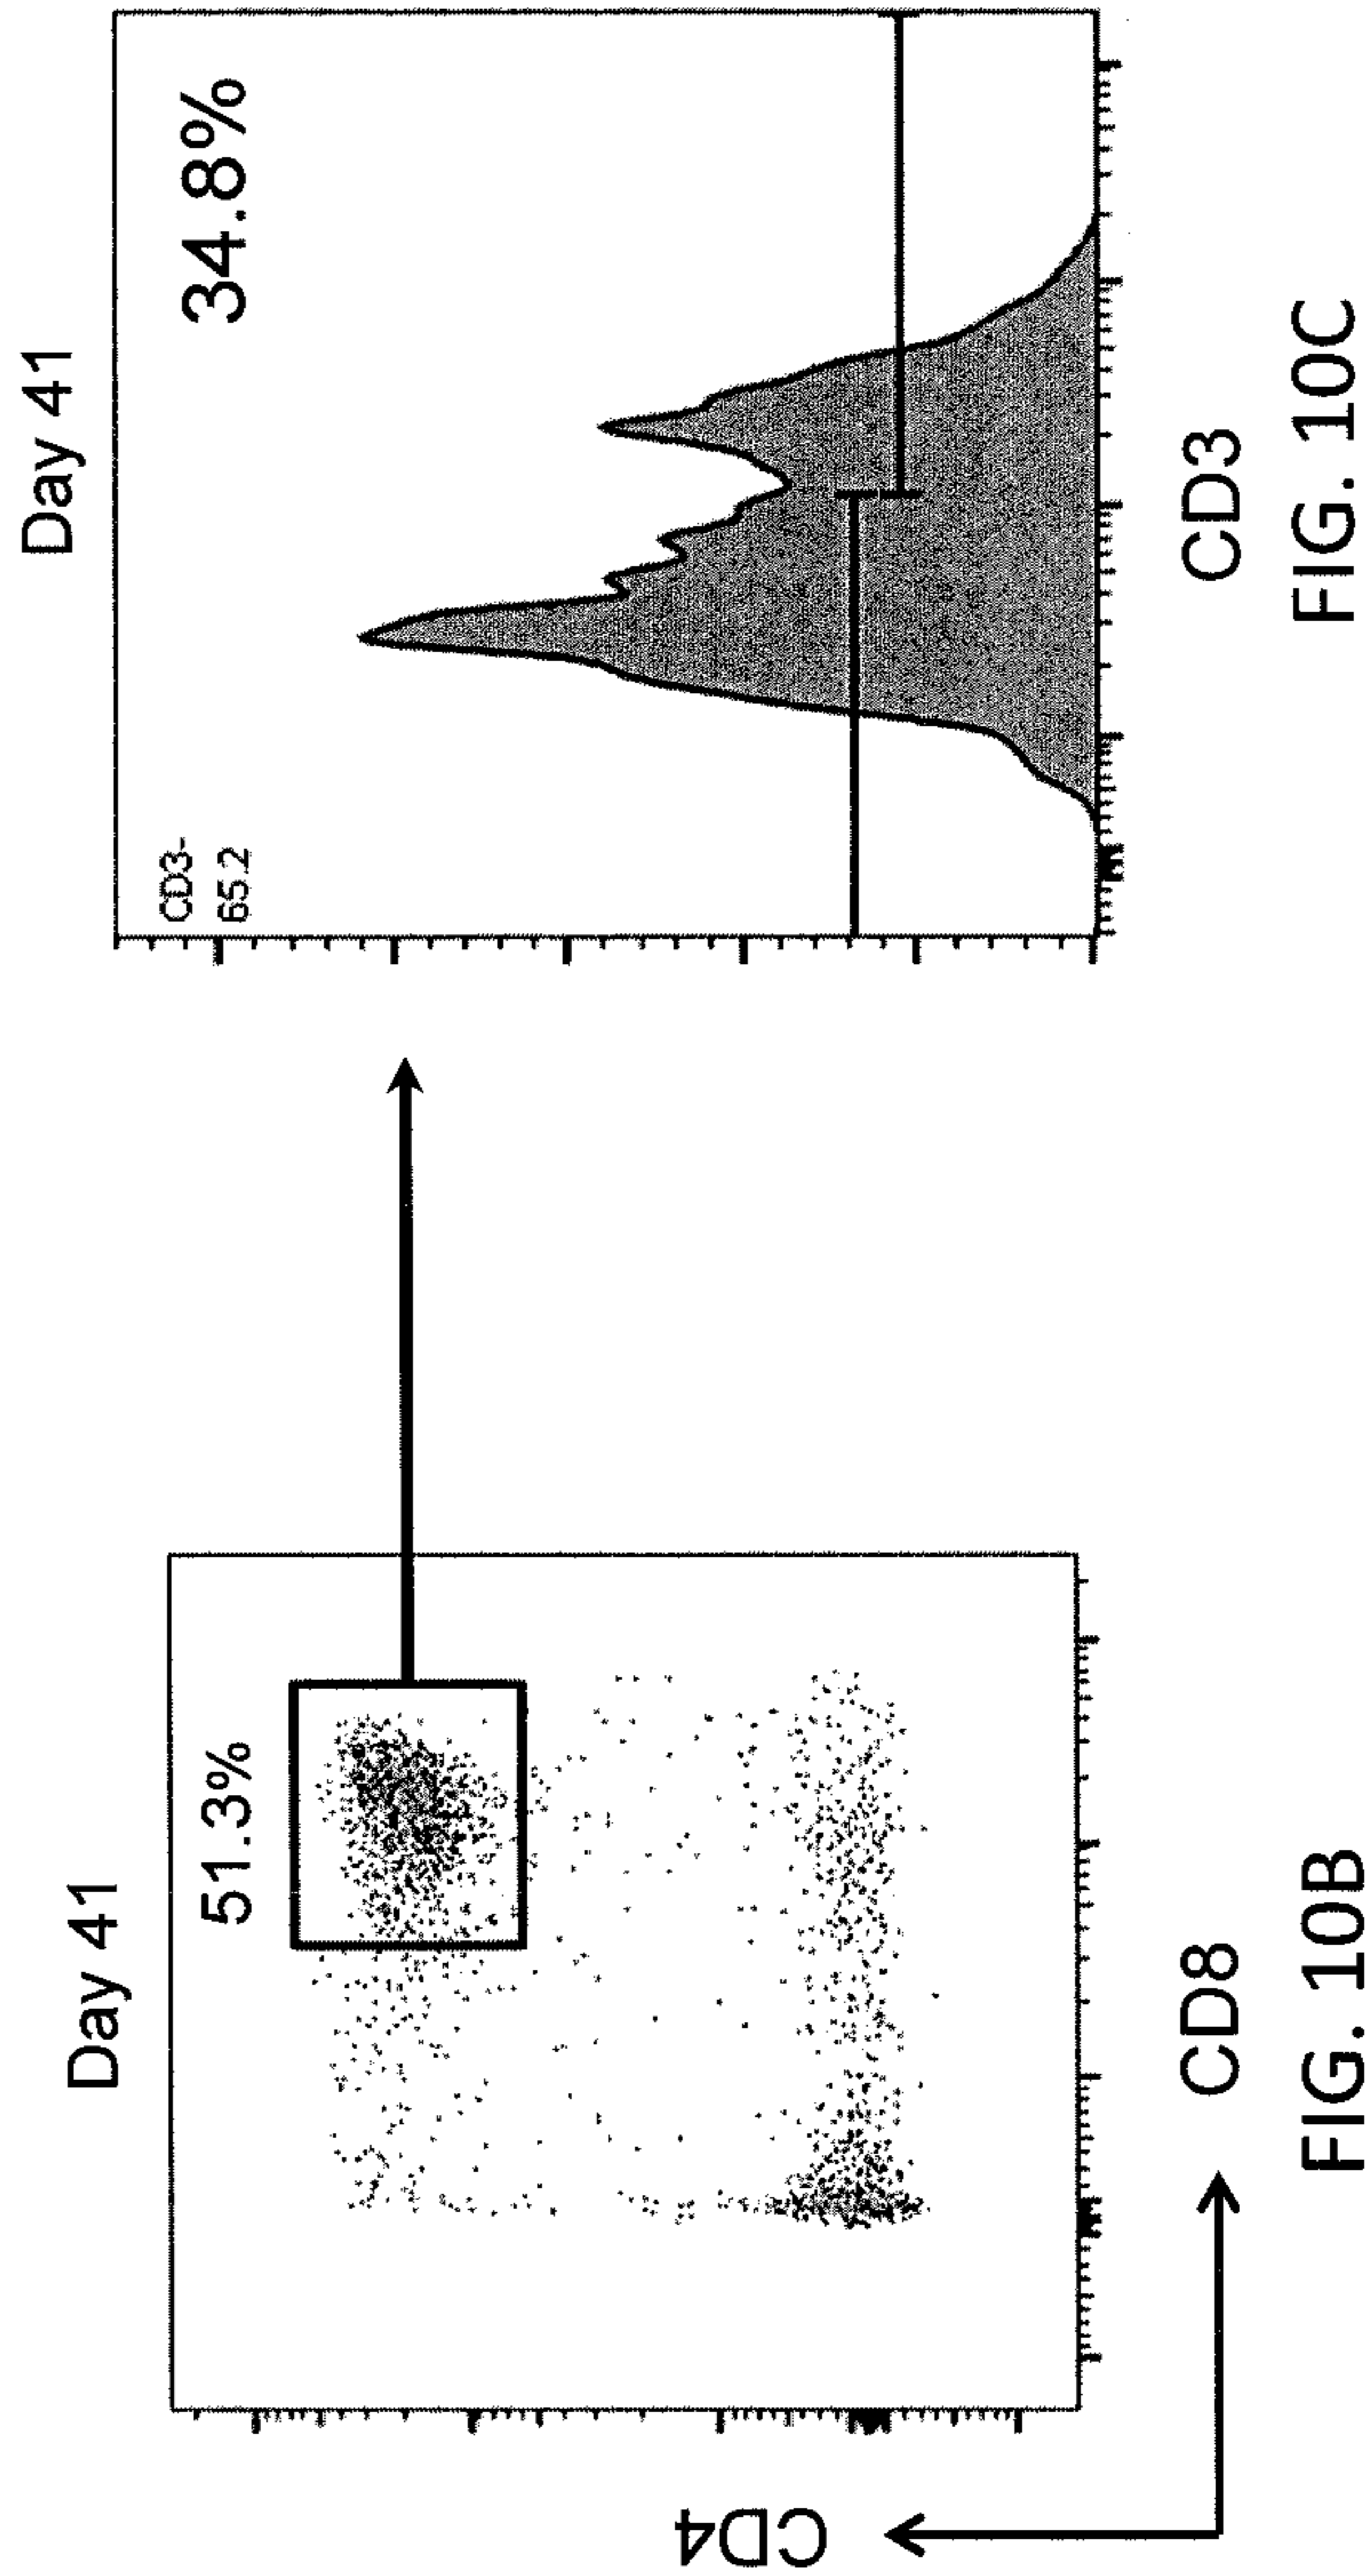 Day 41
51.3%
CD4
CD8
FIG. 10B
Day 41
CD3-
65.2
34.8%
CD3
FIG. 10C